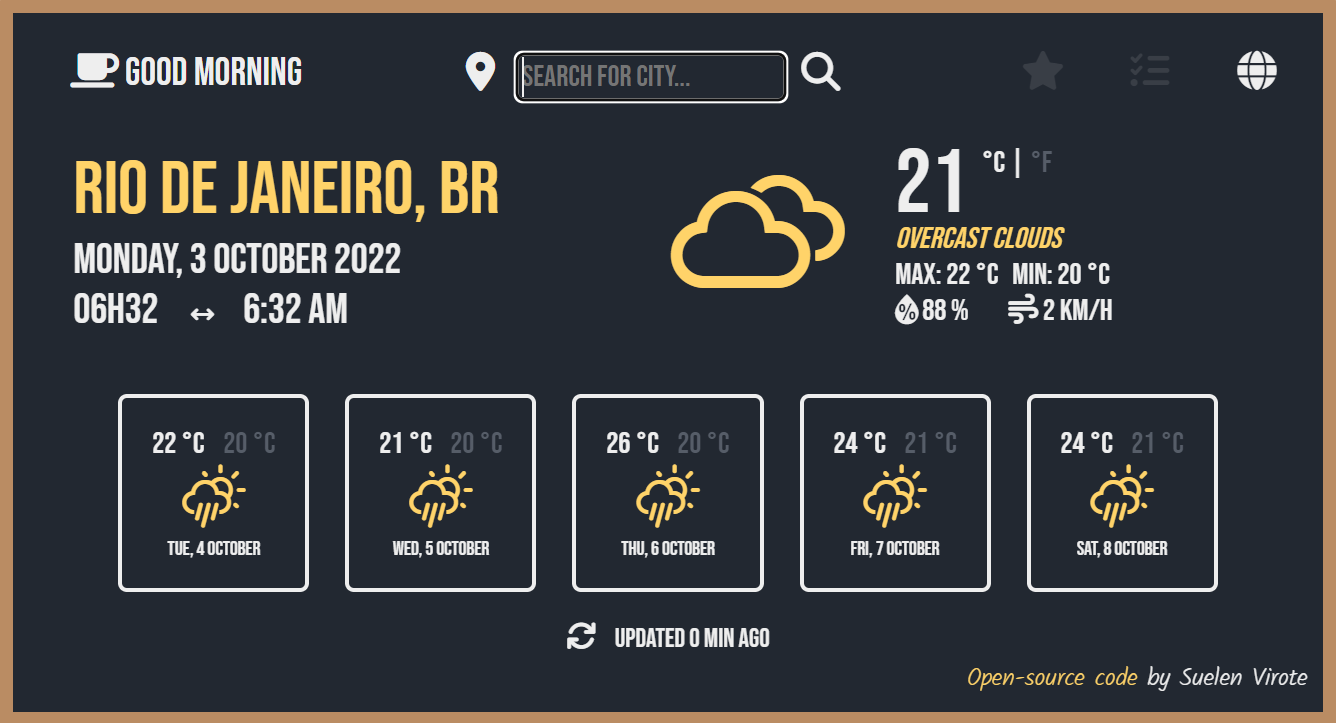 GOOD MORNING
SEARCH FOR CITY...
RIO DE JANEIRO, BR
MONDAY, 3 OCTOBER 2022
06H32 ↔ 6:32 AM
21 °C | °F
OVERCAST CLOUDS
MAX: 22 °C MIN: 20 °C
% 88 % 2 KM/H
22 °C 20 °C
TUE, 4 OCTOBER
21 °C 20 °C
WED, 5 OCTOBER
26 °C 20 °C
THU, 6 OCTOBER
24 °C 21 °C
FRI, 7 OCTOBER
24 °C 21 °C
SAT, 8 OCTOBER
UPDATED 0 MIN AGO
Open-source code by Suelen Virote